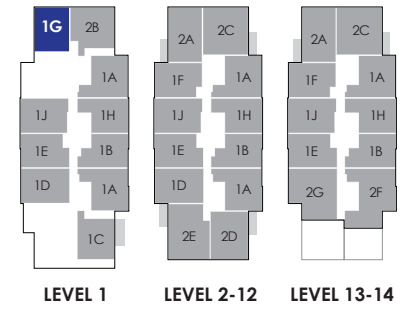 1G 2B
1A
1J 1H
1E 1B
1D 1A
1C
LEVEL 1
2A 2C
1F 1A
1J 1H
1E 1B
1D 1A
2E 2D
LEVEL 2-12
2A 2C
1F 1A
1J 1H
1E 1B
2G 2F
LEVEL 13-14